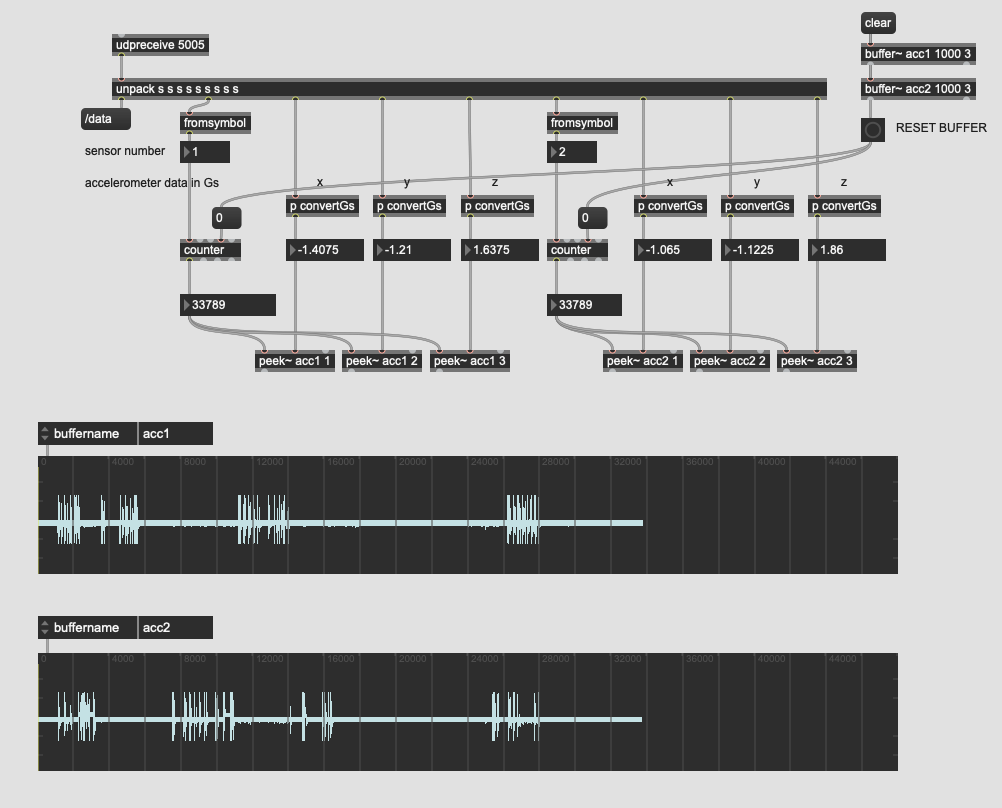 clear
udpreceive 5005
buffer~ acc1 1000 3
unpack s s s s s s s s s
buffer~ acc2 1000 3
/data
fromsymbol
fromsymbol
RESET BUFFER
sensor number
1
2
accelerometer data in Gs
x
y
z
x
y
z
0
p convertGs
p convertGs
p convertGs
0
p convertGs
p convertGs
p convertGs
counter
-1.4075
-1.21
1.6375
counter
-1.065
-1.1225
1.86
33789
33789
peek~ acc1 1
peek~ acc1 2
peek~ acc1 3
peek~ acc2 1
peek~ acc2 2
peek~ acc2 3
buffername acc1
0 4000 8000 12000 16000 20000 24000 28000 32000 36000 40000 44000
buffername acc2
0 4000 8000 12000 16000 20000 24000 28000 32000 36000 40000 44000